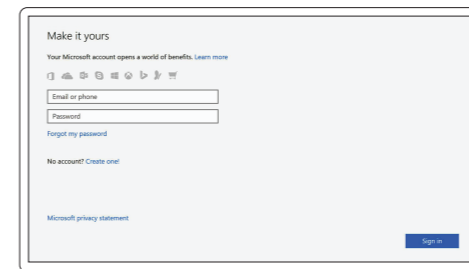 Make it yours
Your Microsoft account opens a world of benefits. Learn more
Email or phone
Password
Forgot my password
No account? Create one!
Microsoft privacy statement
Sign in